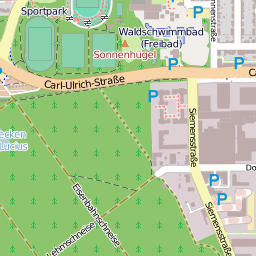 Sportpark
Waldschwimmbad
(Freibad)
Sonnenhügel
Carl-Ulrich-Straße
P
P
P
P
P
Siemensstraße
Eisenbahnschneise
Siemensstraße